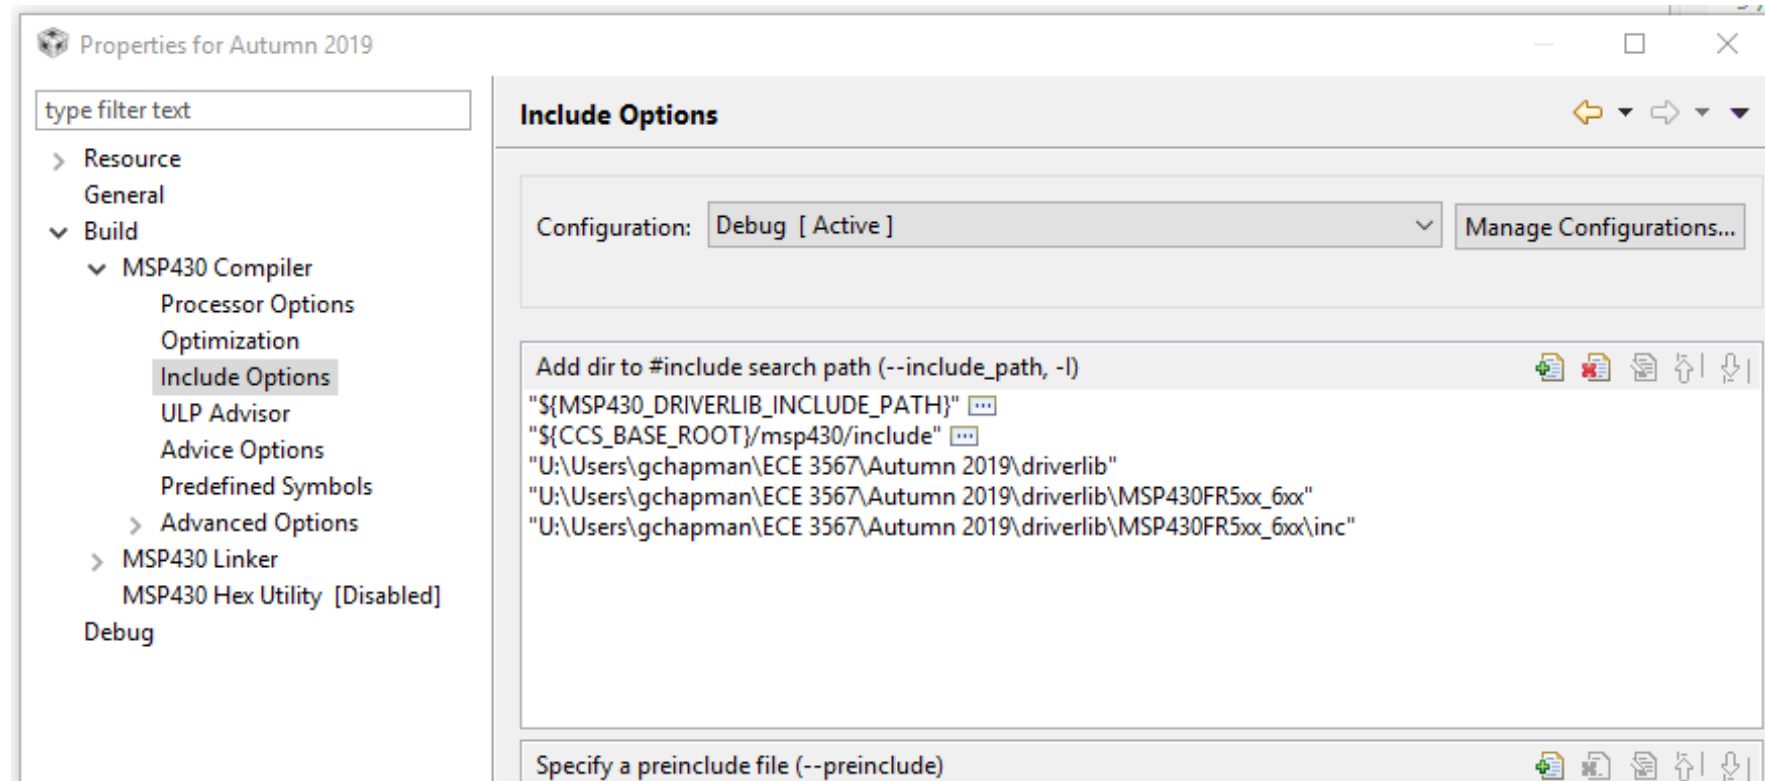 Properties for Autumn 2019
type filter text
Resource
General
Build
MSP430 Compiler
Processor Options
Optimization
Include Options
ULP Advisor
Advice Options
Predefined Symbols
Advanced Options
MSP430 Linker
MSP430 Hex Utility [Disabled]
Debug
Include Options
Configuration: Debug [ Active ] Manage Configurations...
Add dir to #include search path (--include_path, -I)
"${MSP430_DRIVERLIB_INCLUDE_PATH}"
"${CCS_BASE_ROOT}/msp430/include"
"U:\Users\gchapman\ECE 3567\Autumn 2019\driverlib"
"U:\Users\gchapman\ECE 3567\Autumn 2019\driverlib\MSP430FR5xx_6xx"
"U:\Users\gchapman\ECE 3567\Autumn 2019\driverlib\MSP430FR5xx_6xx\inc"
Specify a preinclude file (--preinclude)